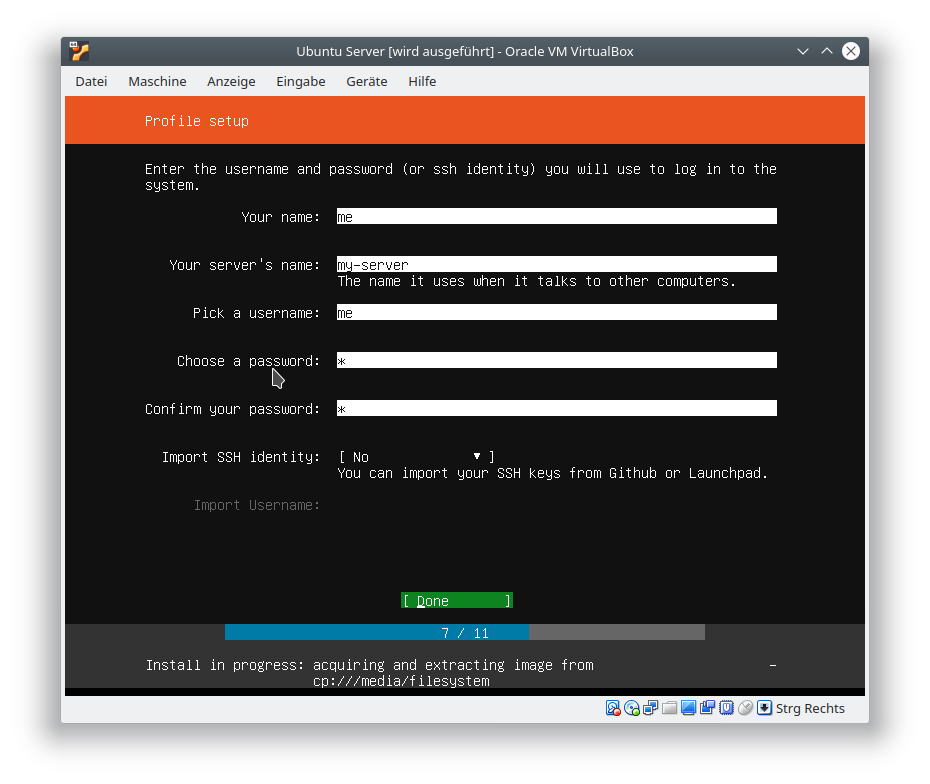 Ubuntu Server [wird ausgeführt] - Oracle VM VirtualBox
Datei Maschine Anzeige Eingabe Geräte Hilfe
Profile setup
Enter the username and password (or ssh identity) you will use to log in to the
system.
Your name: me
Your server's name: my-server
The name it uses when it talks to other computers.
Pick a username: me
Choose a password: *
Confirm your password: *
Import SSH identity: [ No ▼ ]
You can import your SSH keys from Github or Launchpad.
Import Username:
[ Done ]
7 / 11
Install in progress: acquiring and extracting image from -
cp:///media/filesystem
Strg Rechts